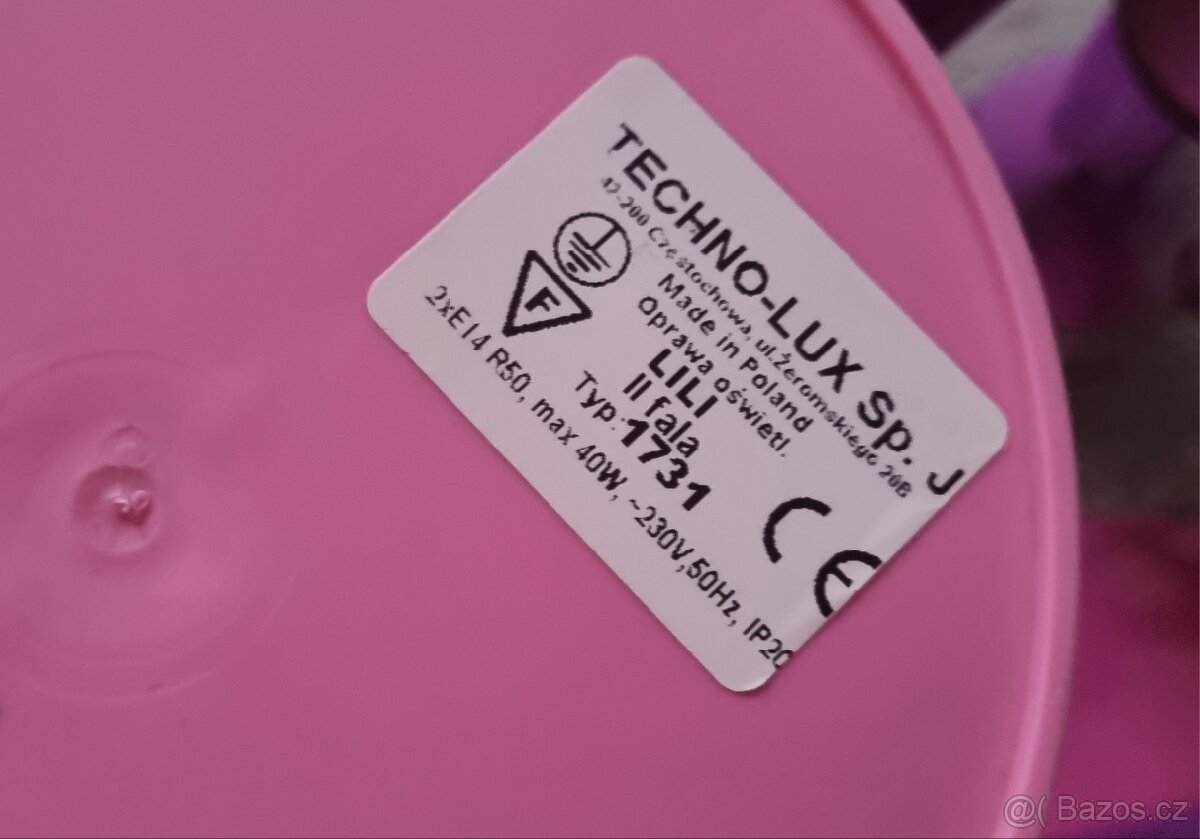 TECHNO-LUX Sp. J
42-200 Częstochowa, ul.Żeromskiego 20B
Made in Poland
Oprawa oświetl.
LILI
II fala
Typ:1731
F
CE
2xE14 R50, max 40W, ~230V,50Hz, IP20
@( Bazos.cz